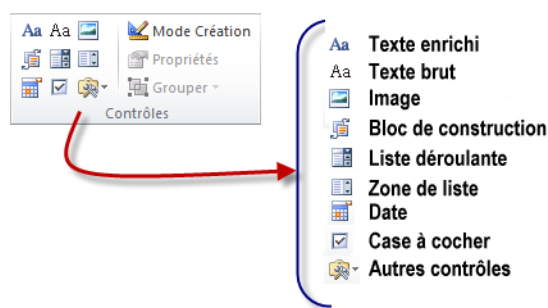 Aa Aa
Mode Création
Propriétés
Grouper
Contrôles
Aa Texte enrichi
Aa Texte brut
Image
Bloc de construction
Liste déroulante
Zone de liste
Date
Case à cocher
Autres contrôles